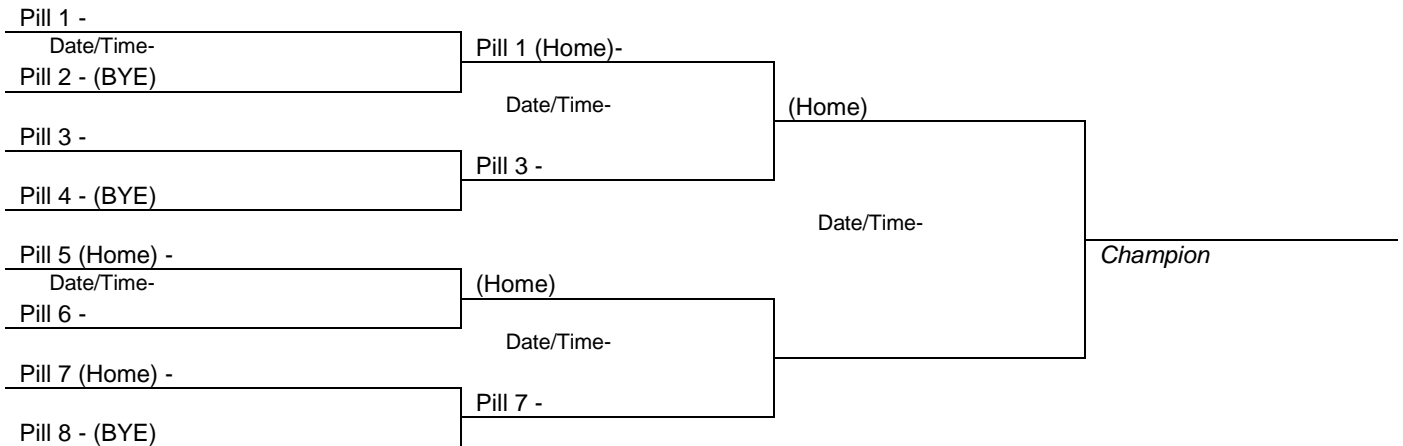 Pill 1 -
Date/Time-
Pill 1 (Home)-
Pill 2 - (BYE)
Date/Time-
(Home)
Pill 3 -
Pill 3 -
Pill 4 - (BYE)
Date/Time-
Pill 5 (Home) -
Champion
Date/Time-
(Home)
Pill 6 -
Date/Time-
Pill 7 (Home) -
Pill 7 -
Pill 8 - (BYE)